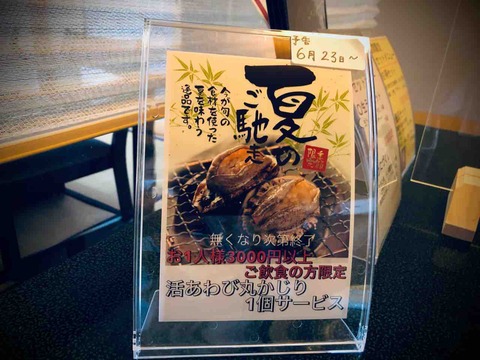 予告
6月23日～
夏の
ご馳走
今が旬の
食材を使った
夏を味わう
逸品です。
無くなり次第終了
お1人様3000円以上
ご飲食の方限定
活あわび丸かじり
1個サービス